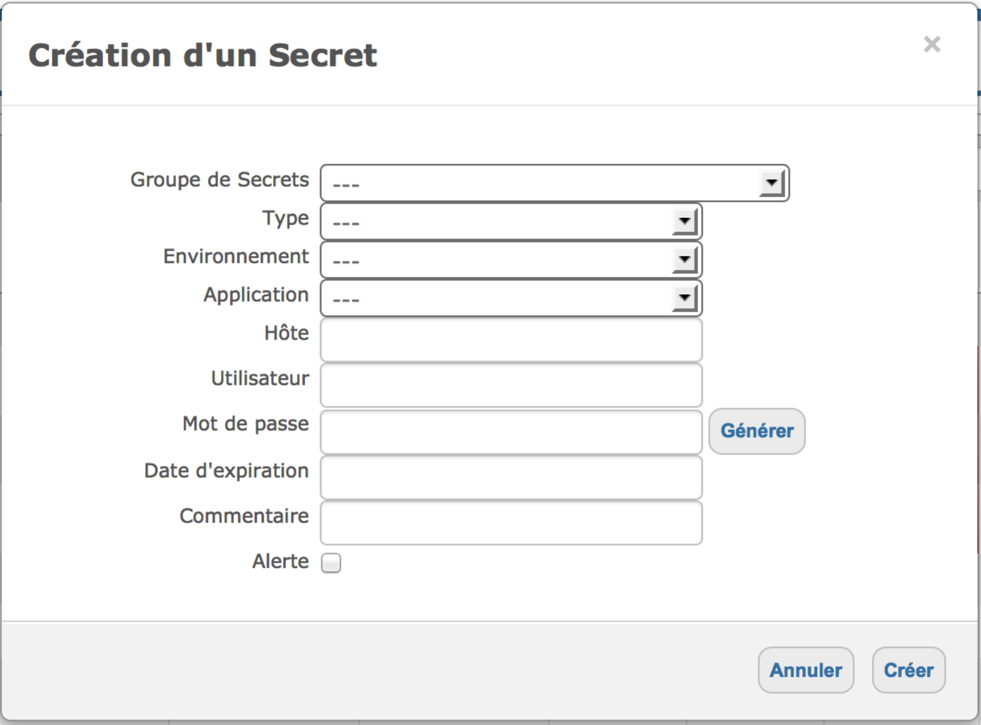 Création d'un Secret ×
Groupe de Secrets ---
Type ---
Environnement ---
Application ---
Hôte
Utilisateur
Mot de passe Générer
Date d'expiration
Commentaire
Alerte
Annuler Créer